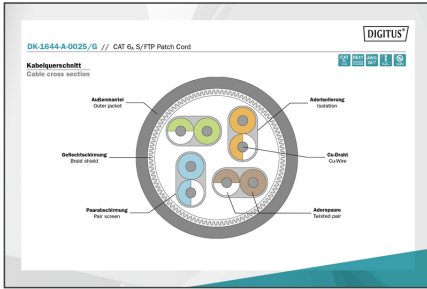 DIGITUS®
DK-1644-A-0025/G // CAT 6A S/FTP Patch Cord
Kabelquerschnitt
Cable cross section
Außenmantel
Outer jacket
Geflechtschirmung
Braid shield
Paarabschirmung
Pair screen
Aderisolierung
Isolation
Cu-Draht
Cu-Wire
Aderspaare
Twisted pair